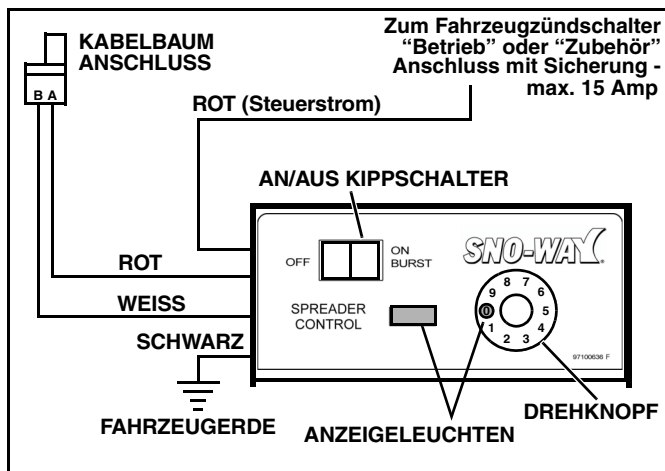 KABELBAUM
ANSCHLUSS
Zum Fahrzeugzündschalter
“Betrieb” oder “Zubehör”
Anschluss mit Sicherung -
max. 15 Amp
B A
ROT (Steuerstrom)
AN/AUS KIPPSCHALTER
OFF
ON
BURST
SNO-WAY
ROT
WEISS
SPREADER
CONTROL
0 1 2 3 4 5 6 7 8 9
SCHWARZ
97100636 F
FAHRZEUGERDE
ANZEIGELEUCHTEN
DREHKNOPF